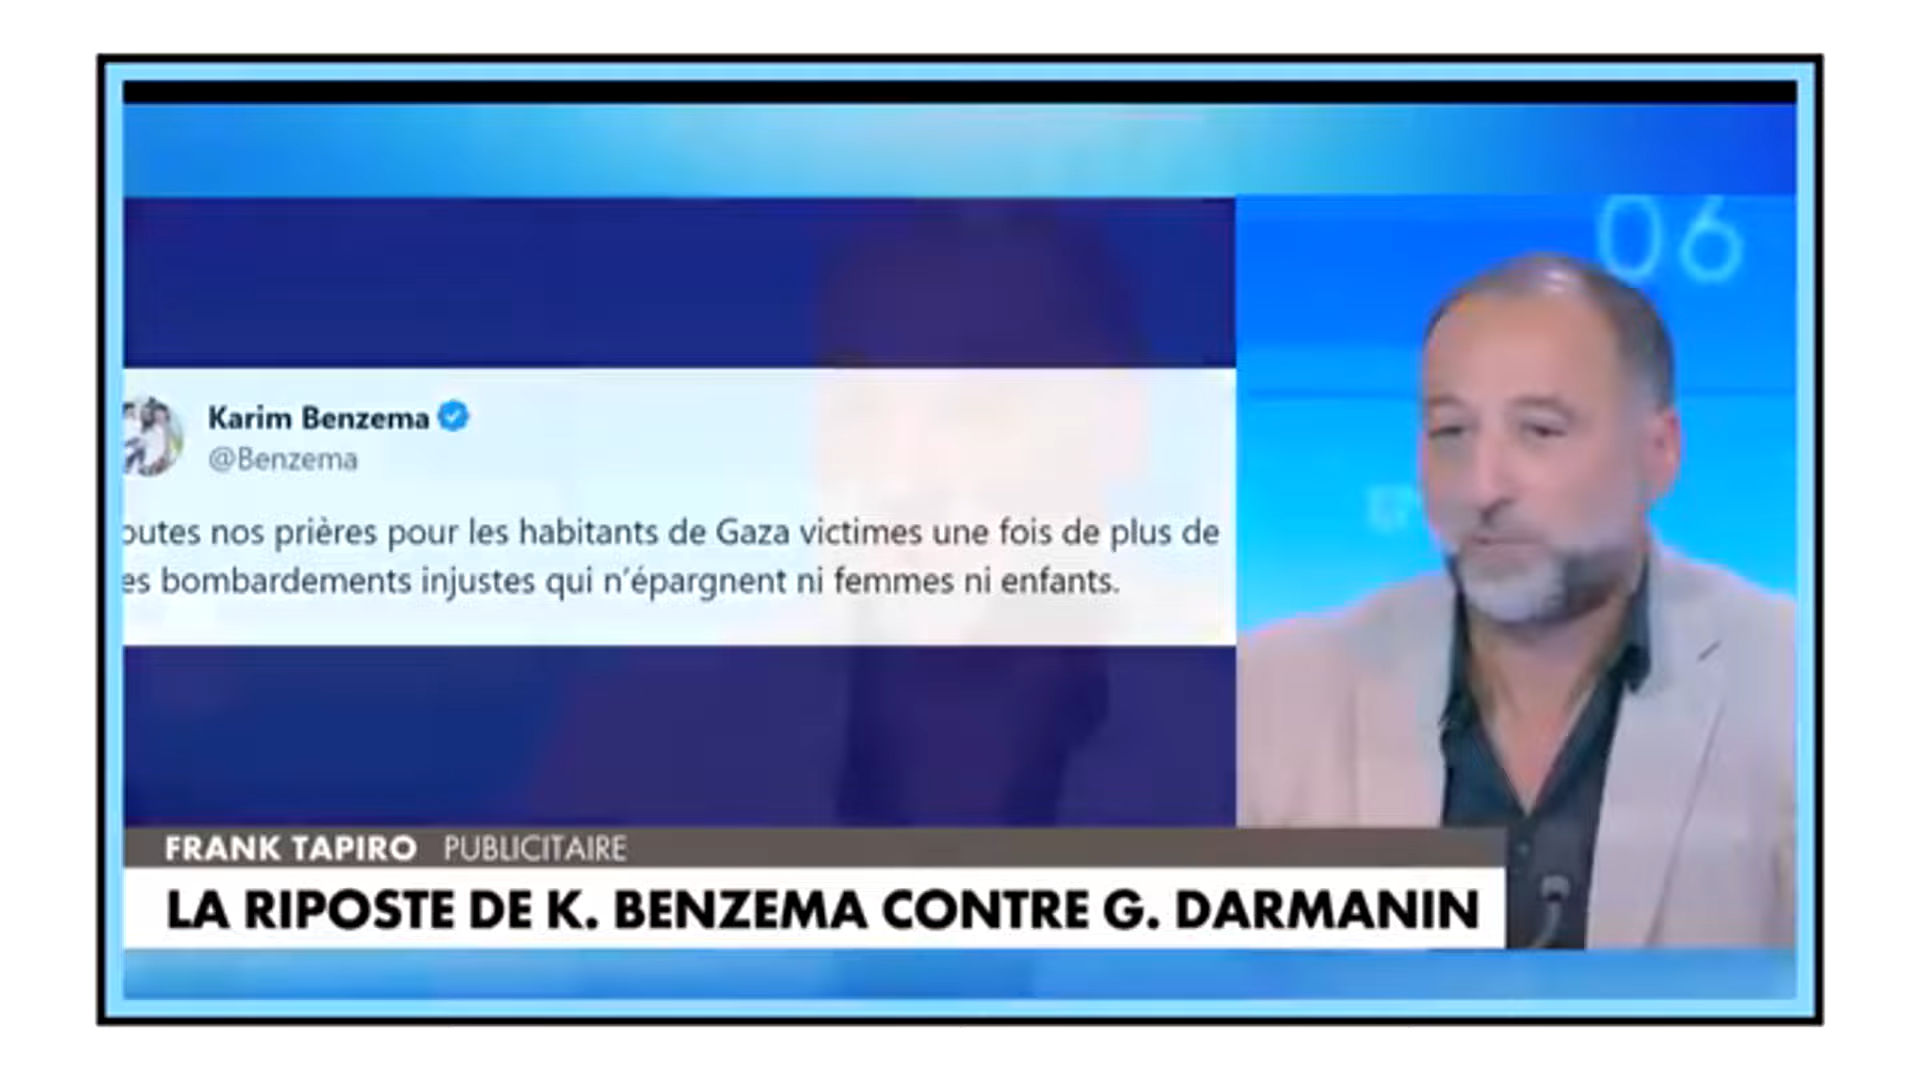 06
Karim Benzema
@Benzema
outes nos prières pour les habitants de Gaza victimes une fois de plus de
es bombardements injustes qui n’épargnent ni femmes ni enfants.
FRANK TAPIRO PUBLICITAIRE
LA RIPOSTE DE K. BENZEMA CONTRE G. DARMANIN